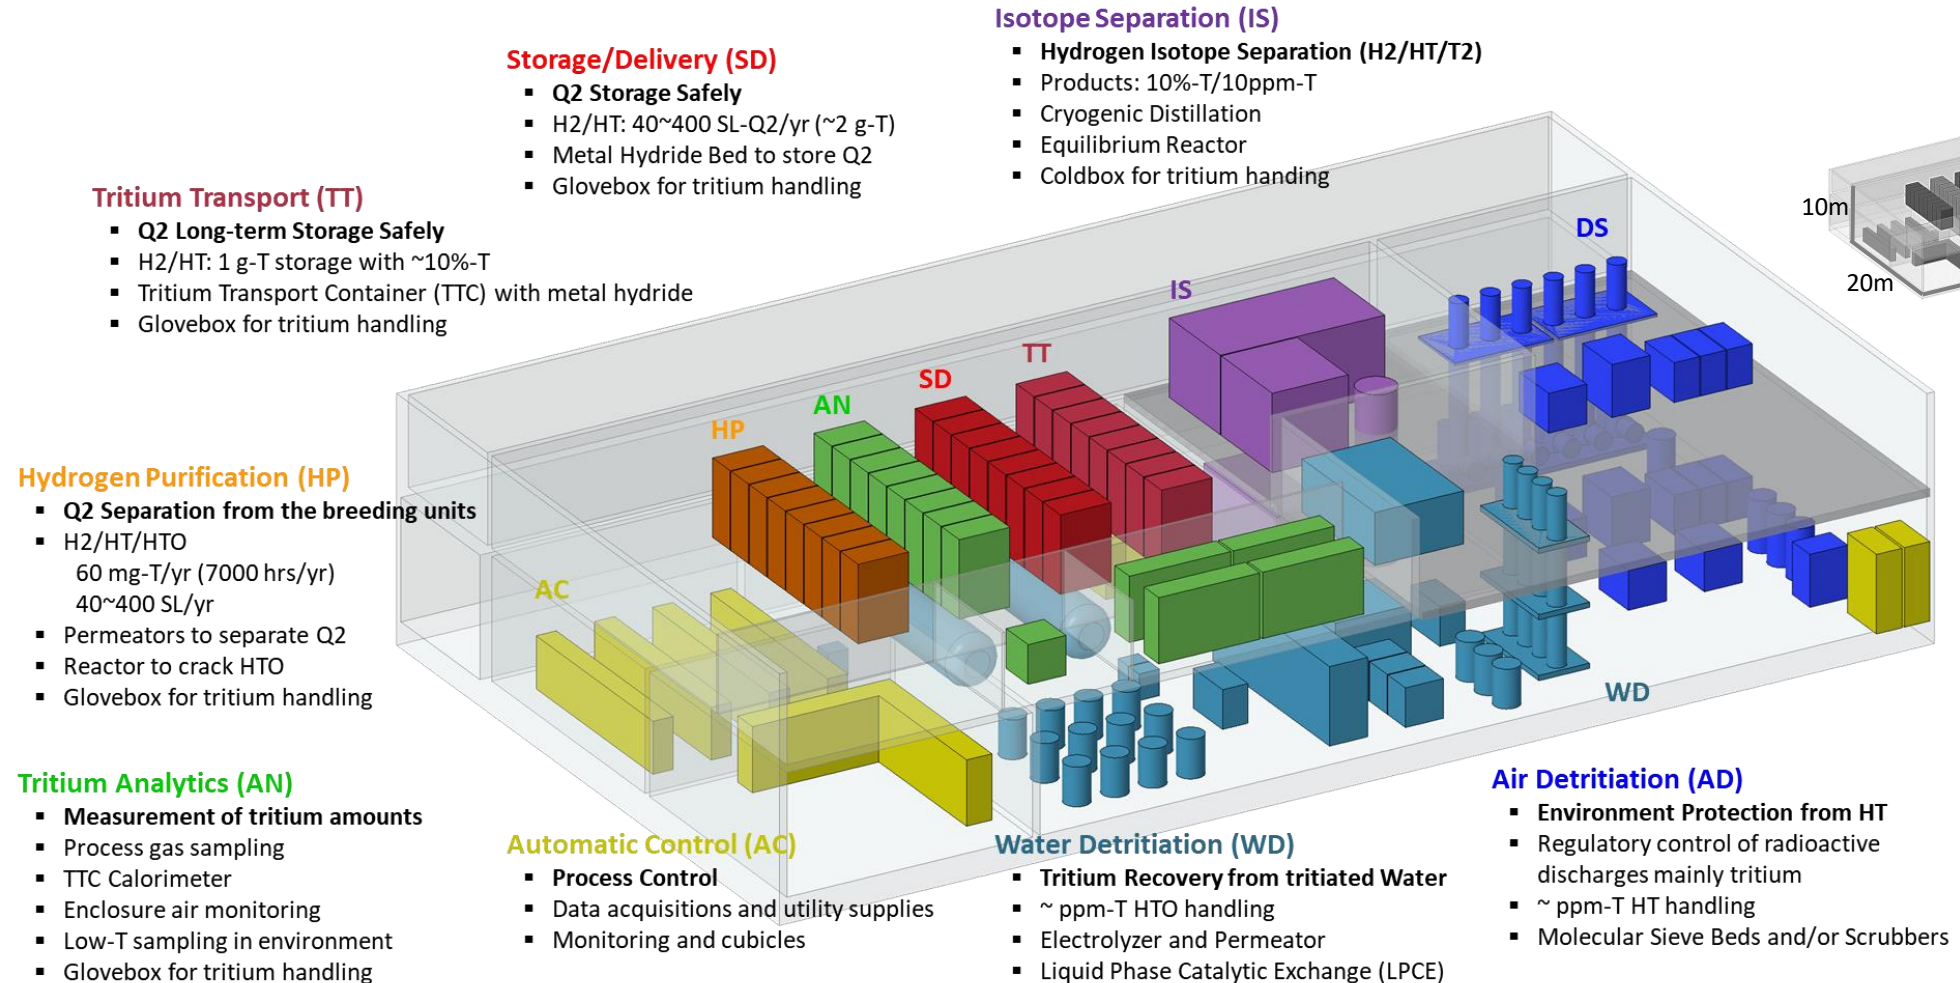 Isotope Separation (IS)
▪ Hydrogen Isotope Separation (H2/HT/T2)
▪ Products: 10%-T/10ppm-T
▪ Cryogenic Distillation
▪ Equilibrium Reactor
▪ Coldbox for tritium handing
Storage/Delivery (SD)
▪ Q2 Storage Safely
▪ H2/HT: 40~400 SL-Q2/yr (~2 g-T)
▪ Metal Hydride Bed to store Q2
▪ Glovebox for tritium handling
Tritium Transport (TT)
▪ Q2 Long-term Storage Safely
▪ H2/HT: 1 g-T storage with ~10%-T
▪ Tritium Transport Container (TTC) with metal hydride
▪ Glovebox for tritium handling
10m
20m
DS
IS
TT
SD
AN
HP
AC
WD
Hydrogen Purification (HP)
▪ Q2 Separation from the breeding units
▪ H2/HT/HTO
60 mg-T/yr (7000 hrs/yr)
40~400 SL/yr
▪ Permeators to separate Q2
▪ Reactor to crack HTO
▪ Glovebox for tritium handling
Tritium Analytics (AN)
▪ Measurement of tritium amounts
▪ Process gas sampling
▪ TTC Calorimeter
▪ Enclosure air monitoring
▪ Low-T sampling in environment
▪ Glovebox for tritium handling
Automatic Control (AC)
▪ Process Control
▪ Data acquisitions and utility supplies
▪ Monitoring and cubicles
Water Detritiation (WD)
▪ Tritium Recovery from tritiated Water
▪ ~ ppm-T HTO handling
▪ Electrolyzer and Permeator
▪ Liquid Phase Catalytic Exchange (LPCE)
Air Detritiation (AD)
▪ Environment Protection from HT
▪ Regulatory control of radioactive
discharges mainly tritium
▪ ~ ppm-T HT handling
▪ Molecular Sieve Beds and/or Scrubbers